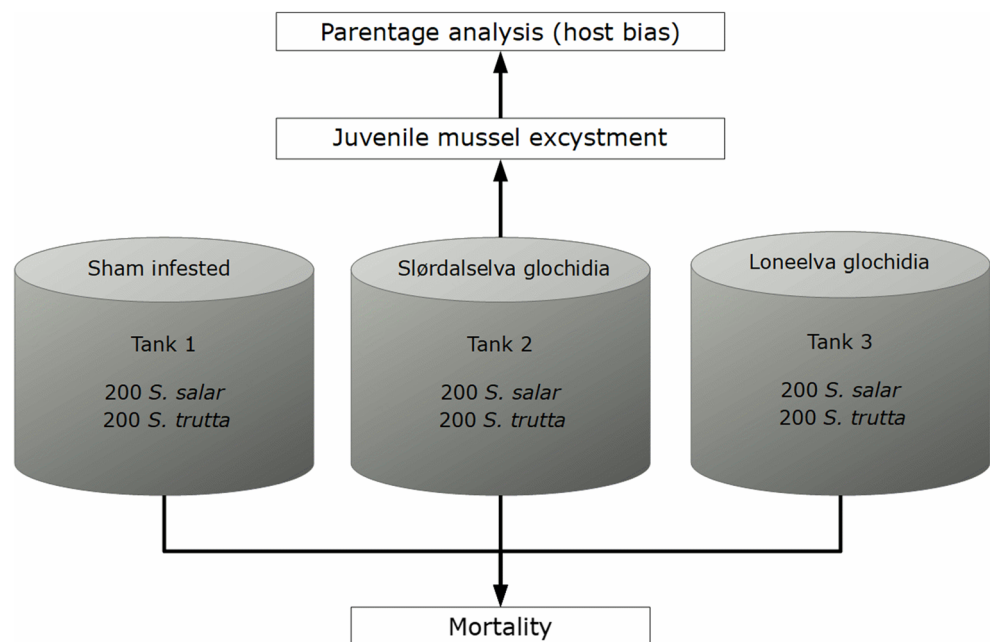 Parentage analysis (host bias)
Juvenile mussel excystment
Sham infested
Tank 1
200 S. salar
200 S. trutta
Slørdalselva glochidia
Tank 2
200 S. salar
200 S. trutta
Loneelva glochidia
Tank 3
200 S. salar
200 S. trutta
Mortality